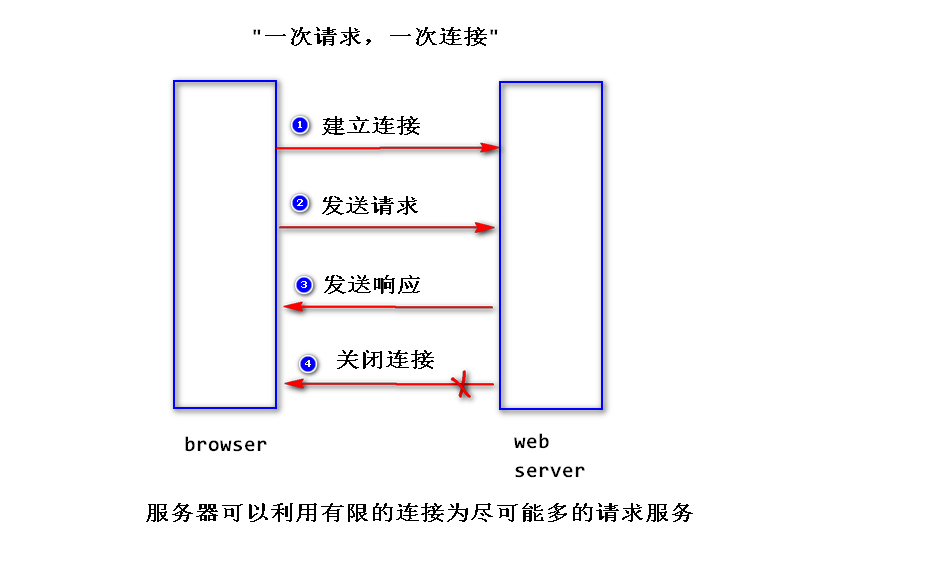 "一次请求，一次连接"
1 建立连接
2 发送请求
3 发送响应
4 关闭连接
browser
web
server
服务器可以利用有限的连接为尽可能多的请求服务